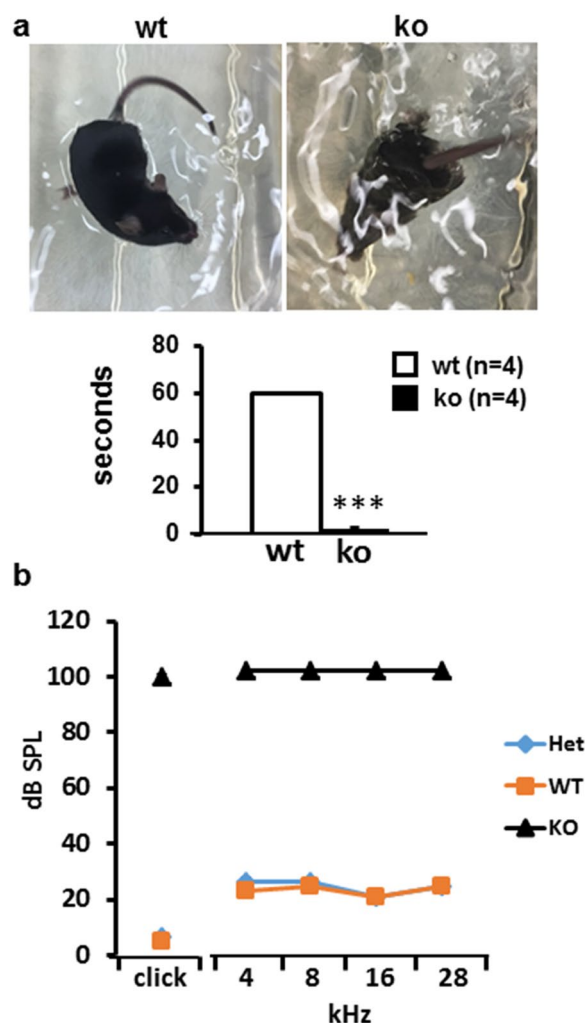 a
wt
ko
80
60
40
20
0
seconds
wt (n=4)
ko (n=4)
***
wt
ko
b
120
100
80
60
40
20
0
dB SPL
Het
WT
KO
click
4
8
16
28
kHz